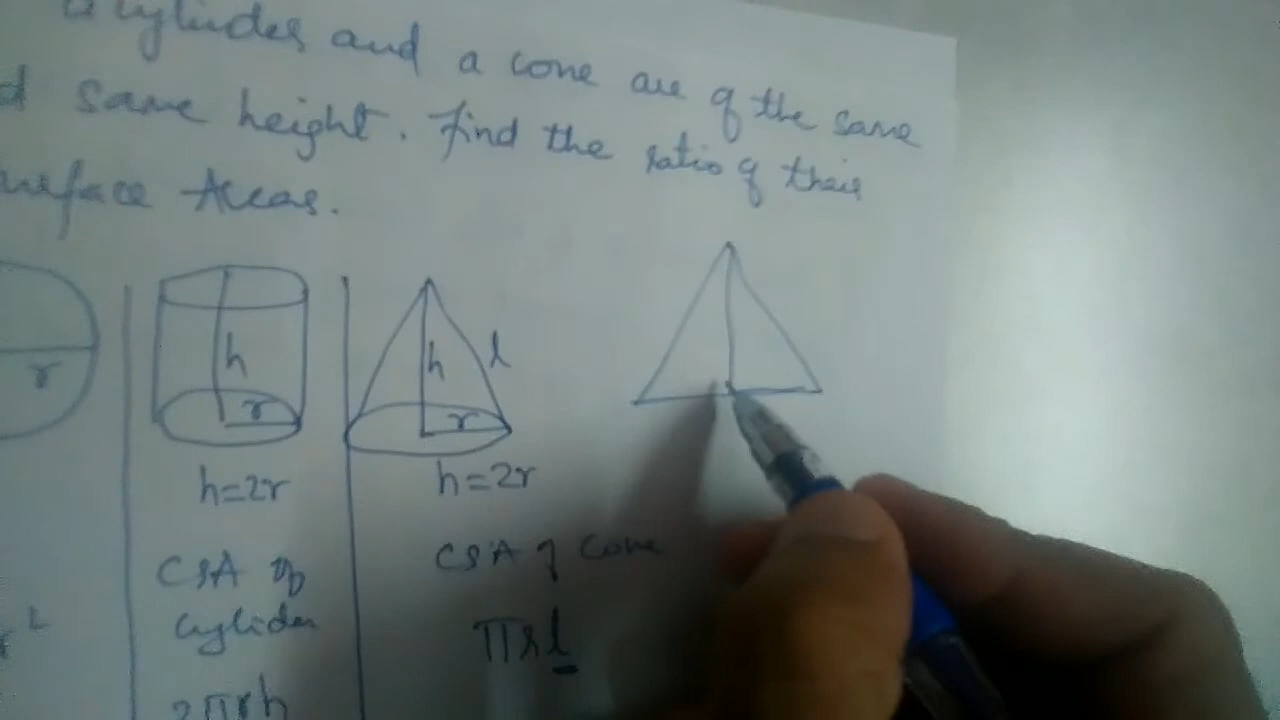 a cylinder and a cone are of the same
same height. Find the ratio of their
Areas.
r
h
r
h
l
r
h=2r
h=2r
CSA of
cylinder
2πrh
CSA of Cone
πrl